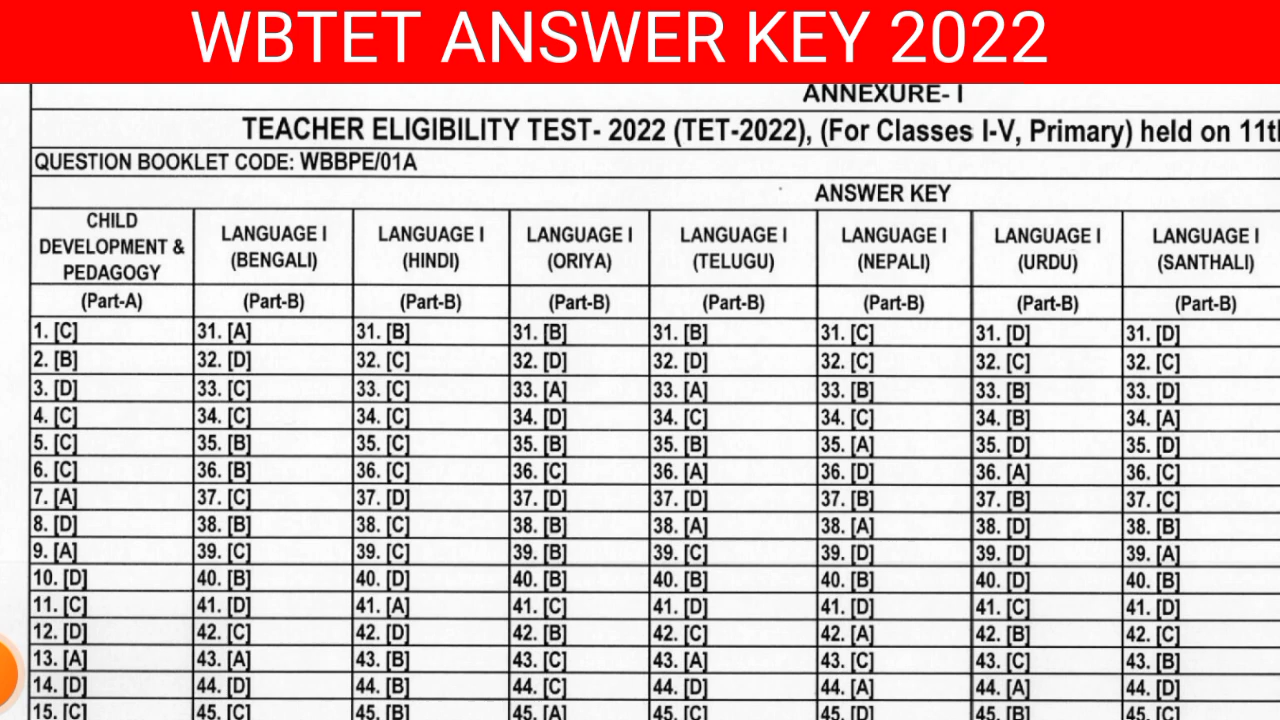 WBTET ANSWER KEY 2022
ANNEXURE- I
TEACHER ELIGIBILITY TEST- 2022 (TET-2022), (For Classes I-V, Primary) held on 11th
QUESTION BOOKLET CODE: WBBPE/01A
ANSWER KEY
CHILD DEVELOPMENT & PEDAGOGY LANGUAGE I (BENGALI) LANGUAGE I (HINDI) LANGUAGE I (ORIYA) LANGUAGE I (TELUGU) LANGUAGE I (NEPALI) LANGUAGE I (URDU) LANGUAGE I (SANTHALI)
(Part-A) (Part-B) (Part-B) (Part-B) (Part-B) (Part-B) (Part-B) (Part-B)
1. [C] 31. [A] 31. [B] 31. [B] 31. [B] 31. [C] 31. [D] 31. [D]
2. [B] 32. [D] 32. [C] 32. [D] 32. [D] 32. [C] 32. [C] 32. [C]
3. [D] 33. [C] 33. [C] 33. [A] 33. [A] 33. [B] 33. [B] 33. [D]
4. [C] 34. [C] 34. [C] 34. [D] 34. [C] 34. [C] 34. [B] 34. [A]
5. [C] 35. [B] 35. [C] 35. [B] 35. [B] 35. [A] 35. [D] 35. [D]
6. [C] 36. [B] 36. [C] 36. [C] 36. [A] 36. [D] 36. [A] 36. [C]
7. [A] 37. [C] 37. [D] 37. [D] 37. [D] 37. [B] 37. [B] 37. [C]
8. [D] 38. [B] 38. [C] 38. [B] 38. [A] 38. [A] 38. [D] 38. [B]
9. [A] 39. [C] 39. [C] 39. [B] 39. [C] 39. [D] 39. [D] 39. [A]
10. [D] 40. [B] 40. [D] 40. [B] 40. [B] 40. [B] 40. [D] 40. [B]
11. [C] 41. [D] 41. [A] 41. [C] 41. [D] 41. [D] 41. [C] 41. [D]
12. [D] 42. [C] 42. [D] 42. [B] 42. [C] 42. [A] 42. [B] 42. [C]
13. [A] 43. [A] 43. [B] 43. [C] 43. [A] 43. [C] 43. [C] 43. [B]
14. [D] 44. [D] 44. [B] 44. [C] 44. [D] 44. [A] 44. [A] 44. [D]
15. [C] 45. [C] 45. [B] 45. [A] 45. [C] 45. [D] 45. [B] 45. [C]